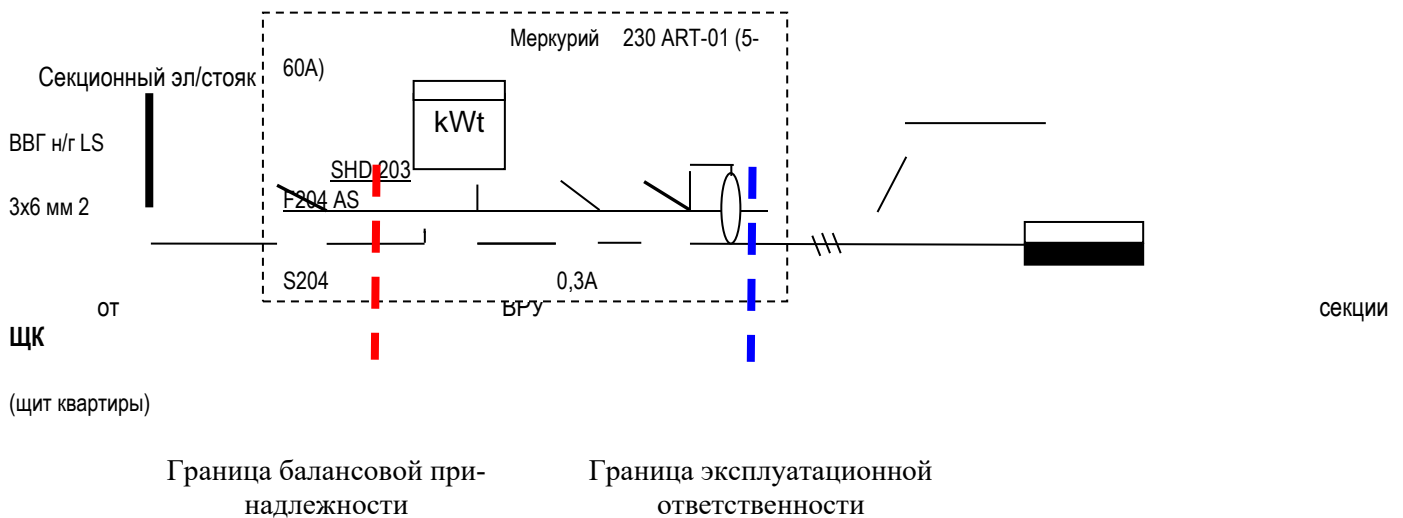 Меркурий 230 ART-01 (5-
60А)
Секционный эл/стояк
kWt
ВВГ н/г LS
SHD 203
3х6 мм 2
F204 AS
S204 0,3А
от ВРУ секции
ЩК
(щит квартиры)
Граница балансовой при-
надлежности
Граница эксплуатационной
ответственности